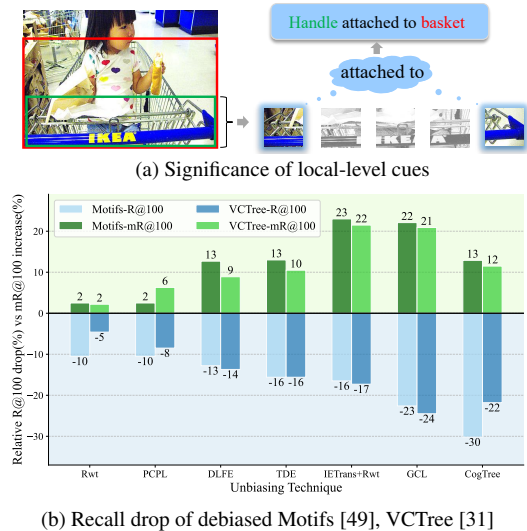 Handle attached to basket
attached to
IKEA
(a) Significance of local-level cues
Relative R@100 drop(%) vs mR@100 increase(%)
Motifs-R@100
VCTree-R@100
Motifs-mR@100
VCTree-mR@100
20
10
0
−10
−20
−30
2 2 2 6 13 9 13 10 23 22 22 21 13 12
-10 -5 -10 -8 -13 -14 -16 -16 -16 -17 -23 -24 -30 -22
Rwt PCPL DLFE TDE IETrans+Rwt GCL CogTree
Unbiasing Technique
(b) Recall drop of debiased Motifs [49], VCTree [31]